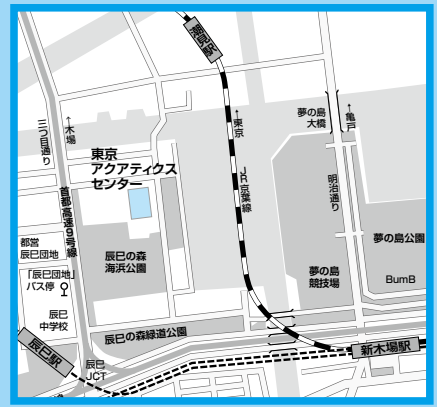 潮見駅
三つ目通り
←木場
東京
アクアティクス
センター
←東京
JR京葉線
夢の島
大橋
←亀戸
明治通り
首都高速9号線
都営
辰巳団地
「辰巳団地」
バス停
辰巳の森
海浜公園
夢の島公園
夢の島
競技場
BumB
辰巳
中学校
辰巳の森緑道公園
辰巳駅
辰巳
JCT
新木場駅